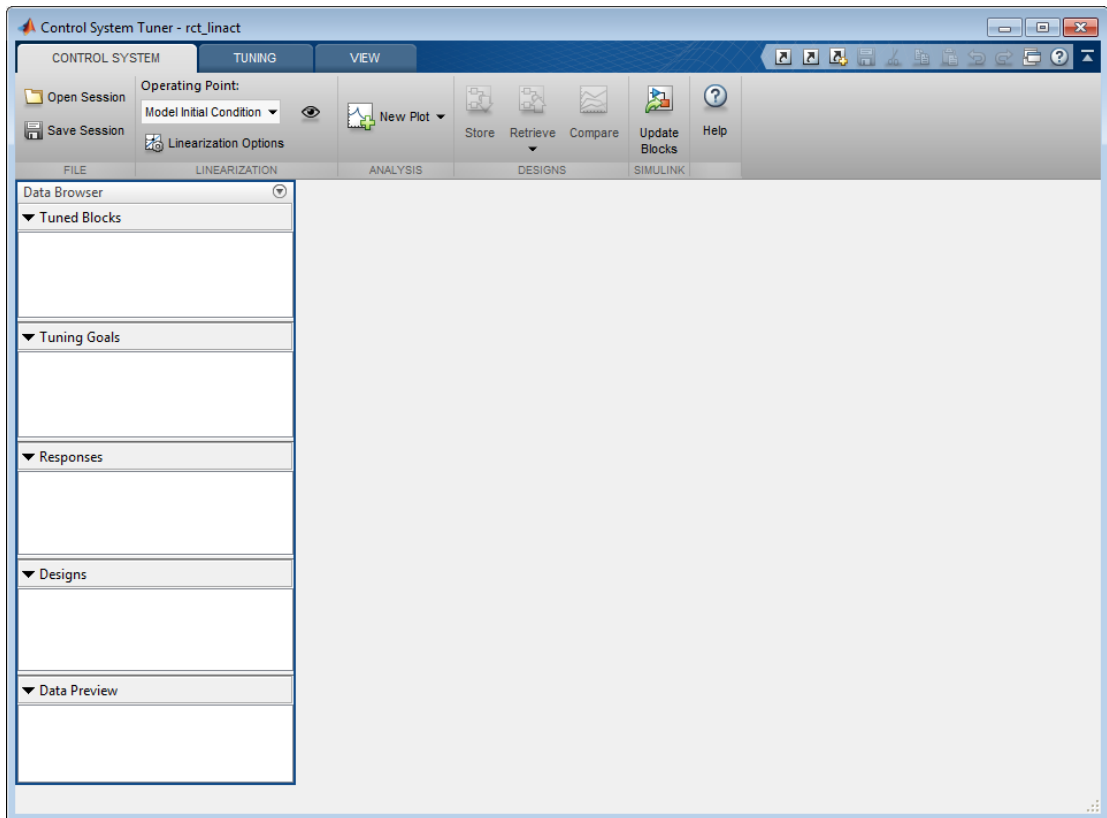 Control System Tuner - rct_linact
CONTROL SYSTEM TUNING VIEW
Open Session
Save Session
FILE
Operating Point:
Model Initial Condition
Linearization Options
LINEARIZATION
New Plot
ANALYSIS
Store Retrieve Compare
DESIGNS
Update
Blocks
SIMULINK
Help
Data Browser
Tuned Blocks
Tuning Goals
Responses
Designs
Data Preview